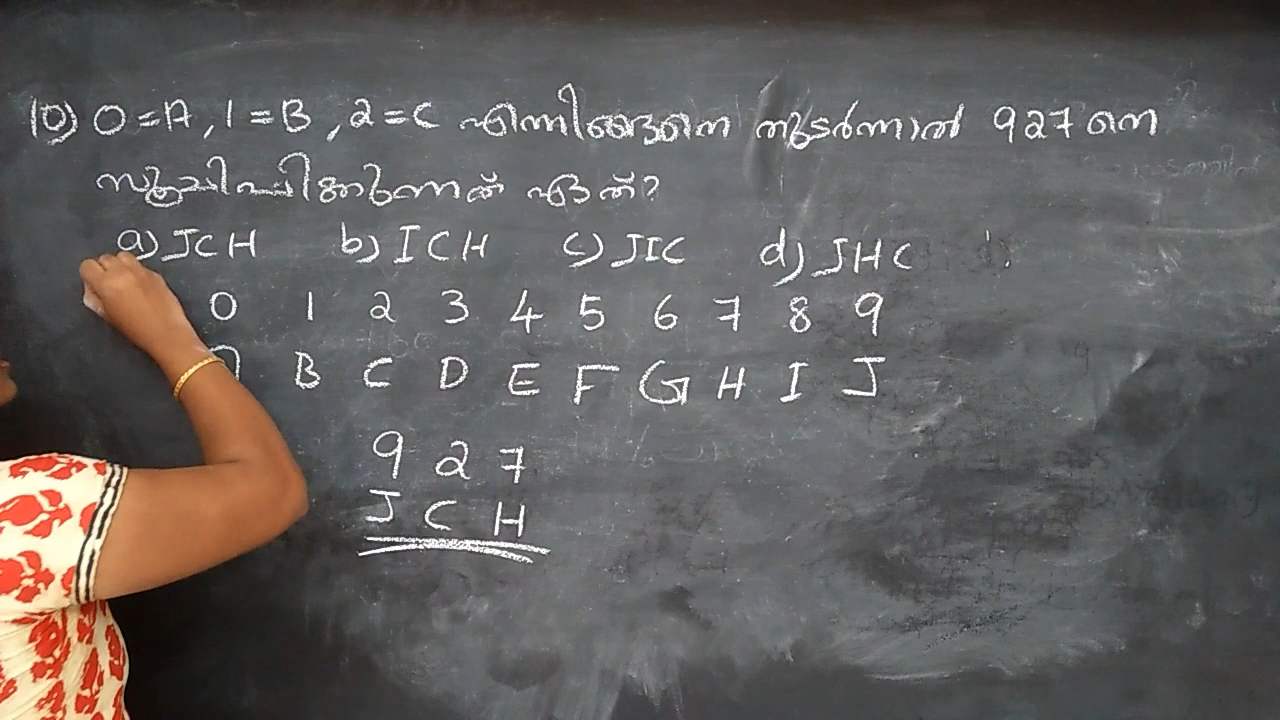 10) 0=A, 1=B, 2=C എന്നിങ്ങനെ തുടർന്നാൽ 927 നെ
സൂചിപ്പിക്കുന്നത് ഏത്?
a) JCH b) ICH c) JIC d) JHC
0 1 2 3 4 5 6 7 8 9
B C D E F G H I J
9 2 7
J C H